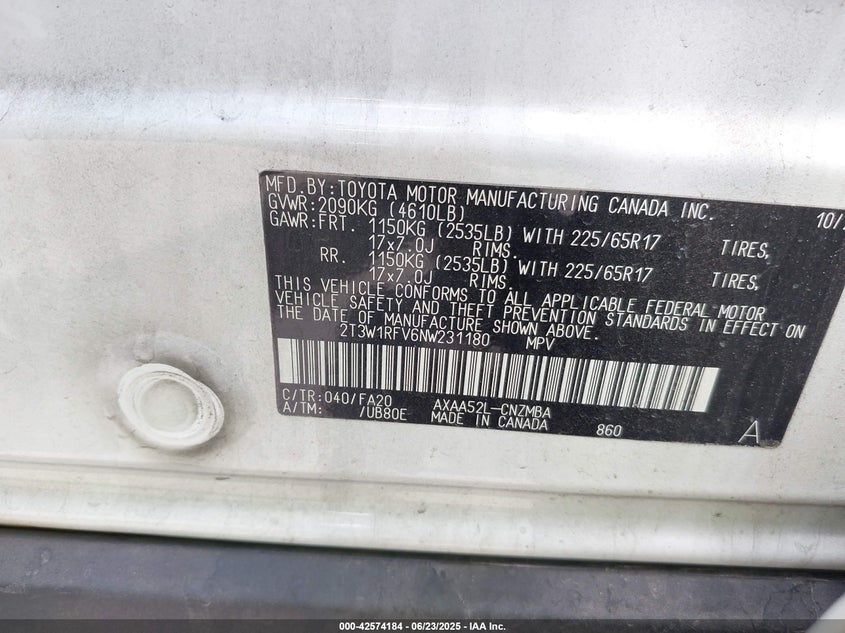 MFD.BY:TOYOTA MOTOR MANUFACTURING CANADA INC. 10/
GVWR:2090KG (4610LB)
GAWR:FRT. 1150KG (2535LB) WITH 225/65R17 TIRES,
17x7.0J RIMS.
RR. 1150KG (2535LB) WITH 225/65R17 TIRES,
17x7.0J RIMS.
THIS VEHICLE CONFORMS TO ALL APPLICABLE FEDERAL MOTOR
VEHICLE SAFETY AND THEFT PREVENTION STANDARDS IN EFFECT ON
THE DATE OF MANUFACTURE SHOWN ABOVE.
2T3W1RFV6NW231180 MPV
C/TR:040/FA20 AXAA52L-CNZMBA
A/TM: /UB80E MADE IN CANADA 860 A
000-42574184 - 06/23/2025 - IAA Inc.